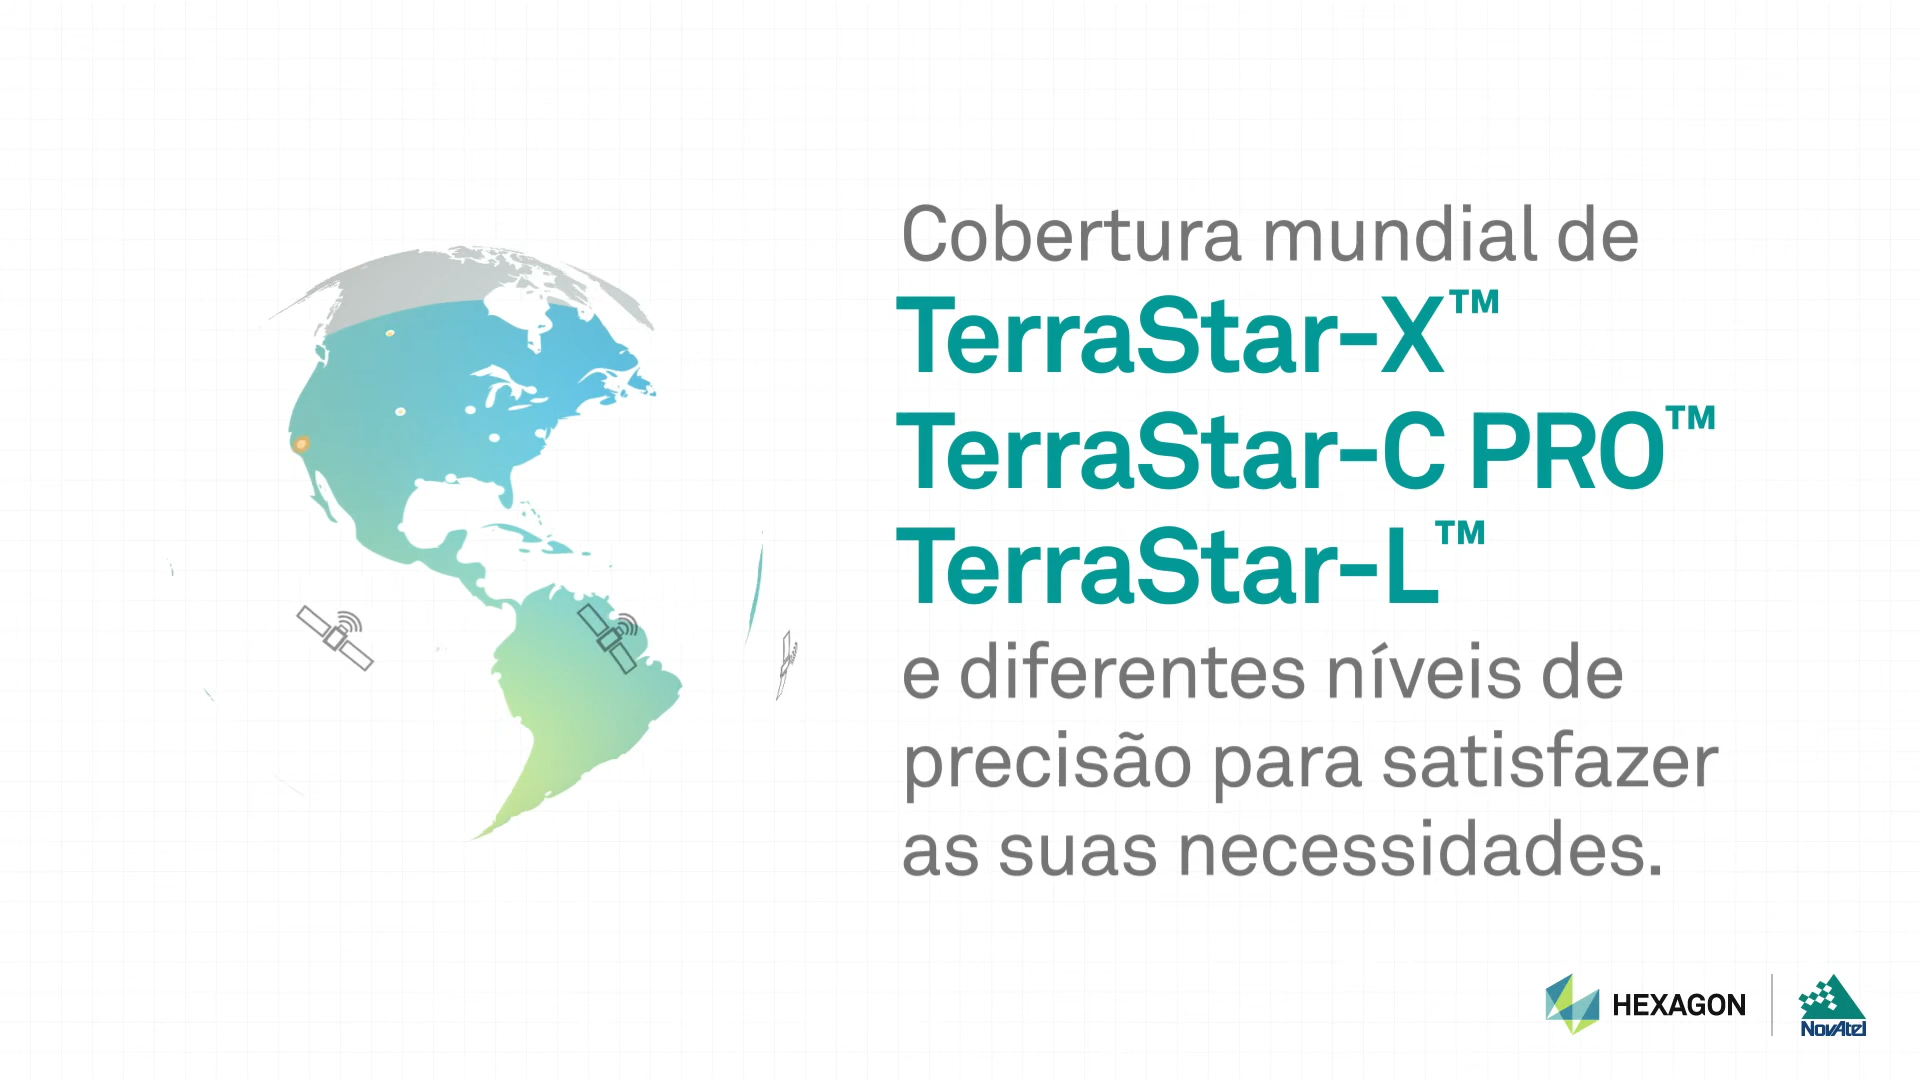 Cobertura mundial de
TerraStar-X™
TerraStar-C PRO™
TerraStar-L™
e diferentes níveis de
precisão para satisfazer
as suas necessidades.
HEXAGON
NovAtel